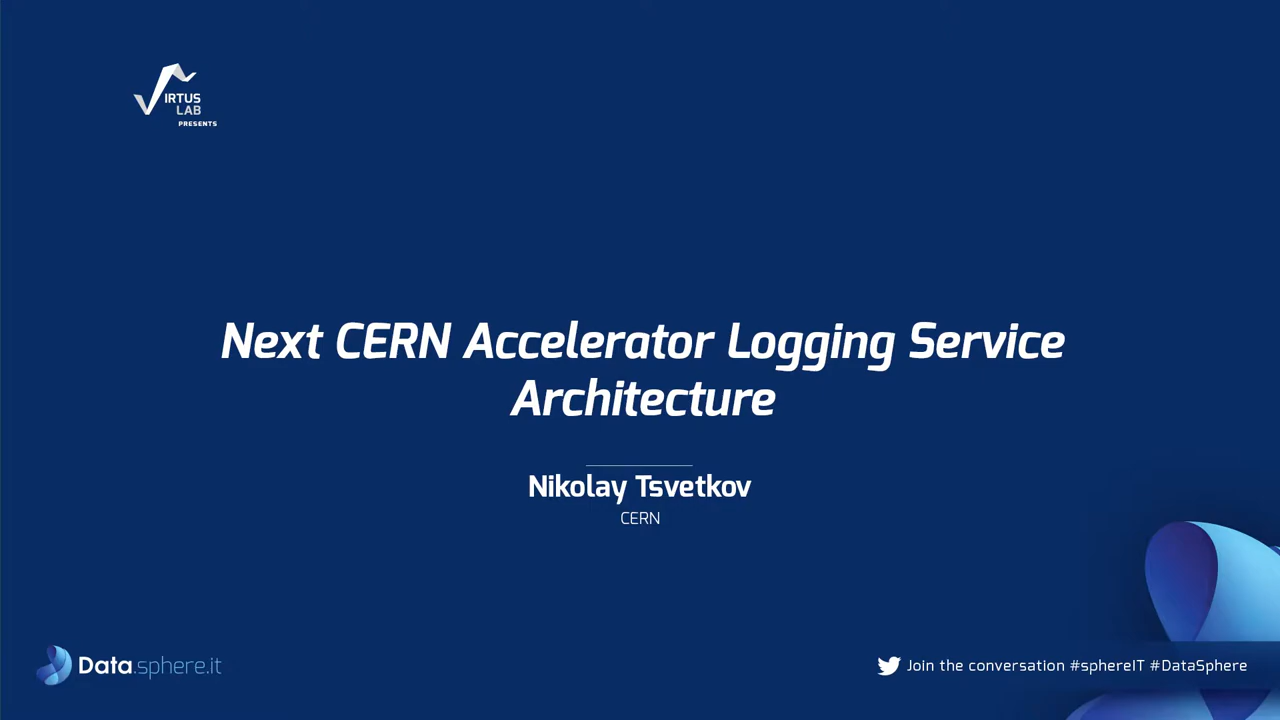 IRTUS
LAB
PRESENTS
Next CERN Accelerator Logging Service
Architecture
Nikolay Tsvetkov
CERN
Data.sphere.it
Join the conversation #sphereIT #DataSphere